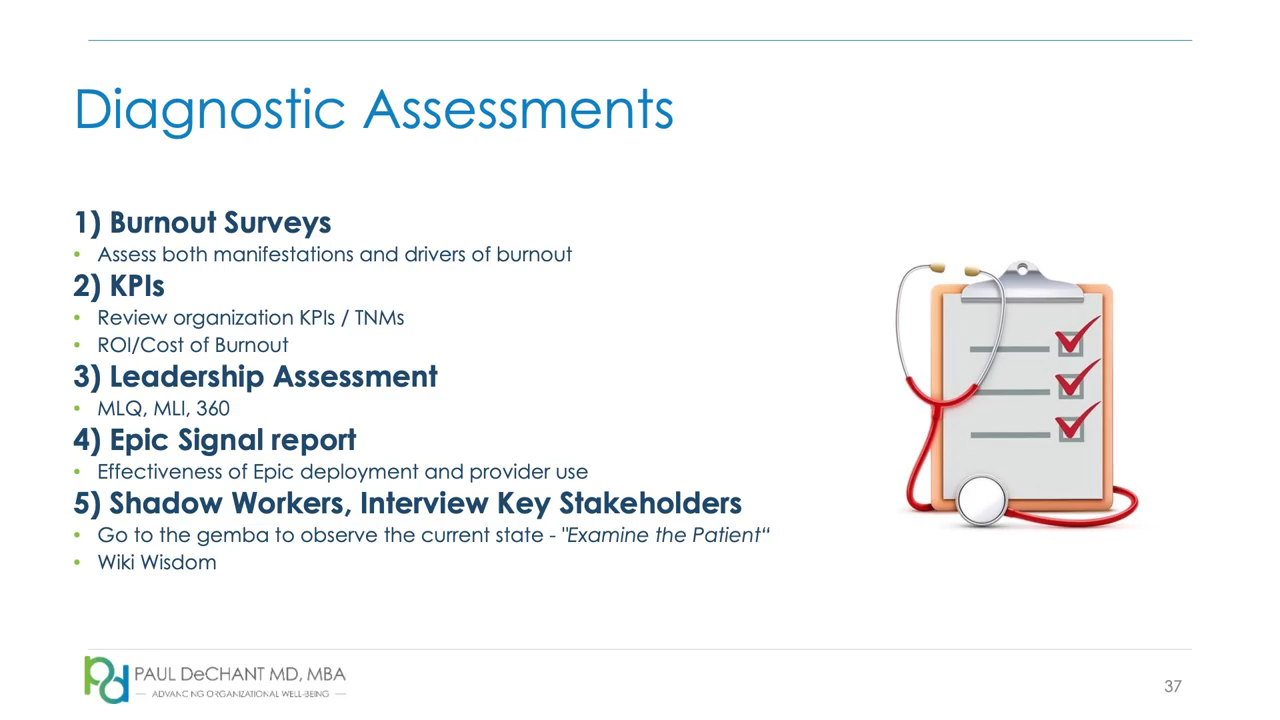 Diagnostic Assessments
1) Burnout Surveys
• Assess both manifestations and drivers of burnout
2) KPIs
• Review organization KPIs / TNMs
• ROI/Cost of Burnout
3) Leadership Assessment
• MLQ, MLI, 360
4) Epic Signal report
• Effectiveness of Epic deployment and provider use
5) Shadow Workers, Interview Key Stakeholders
• Go to the gemba to observe the current state - "Examine the Patient“
• Wiki Wisdom
pd
PAUL DeCHANT MD, MBA
— ADVANCING ORGANIZATIONAL WELL-BEING —
37